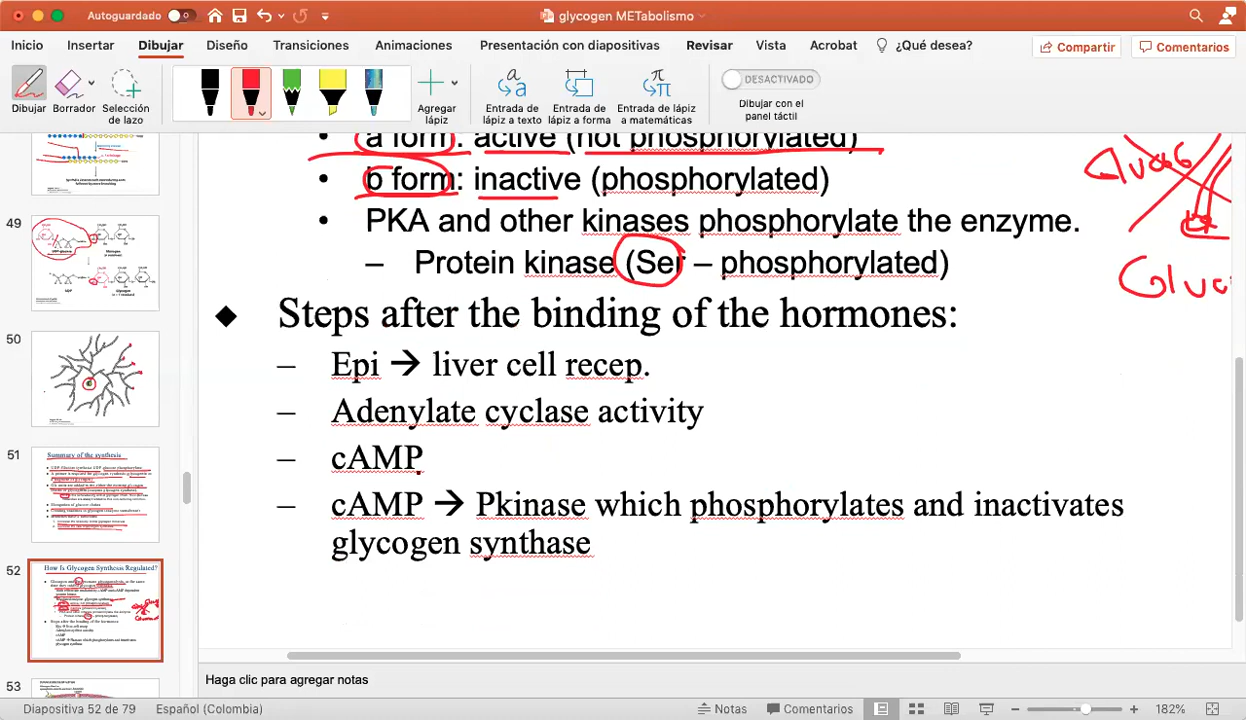 Autoguardado
glycogen METabolismo
Inicio Insertar Dibujar Diseño Transiciones Animaciones Presentación con diapositivas Revisar Vista Acrobat ¿Qué desea? Compartir Comentarios
Dibujar Borrador Selección de lazo Agregar lápiz Entrada de lápiz a texto Entrada de lápiz a forma Entrada de lápiz a matemáticas DESACTIVADO Dibujar con el panel táctil
• a form: active (not phosphorylated)
• b form: inactive (phosphorylated)
• PKA and other kinases phosphorylate the enzyme.
– Protein kinase (Ser – phosphorylated)
◆ Steps after the binding of the hormones:
– Epi → liver cell recep.
– Adenylate cyclase activity
– cAMP
– cAMP → Pkinase which phosphorylates and inactivates
glycogen synthase
49
50
51
Summary of the synthesis
52
How Is Glycogen Synthesis Regulated?
53
Haga clic para agregar notas
Diapositiva 52 de 79 Español (Colombia) Notas Comentarios 182%